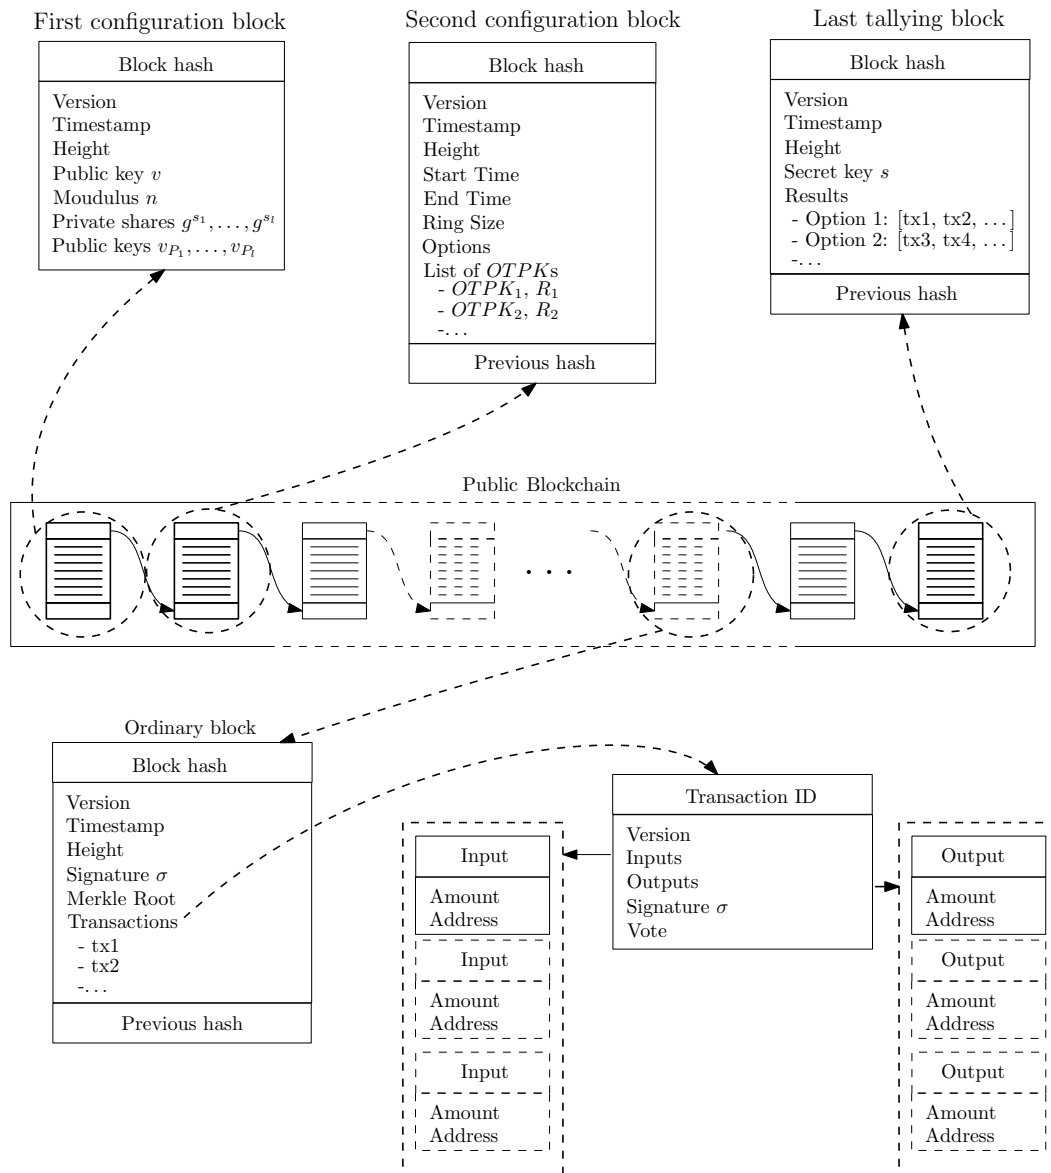 First configuration block
Block hash
Version
Timestamp
Height
Public key v
Moudulus n
Private shares g^{s_1}, . . . , g^{s_l}
Public keys v_{P_1}, . . . , v_{P_l}
Second configuration block
Block hash
Version
Timestamp
Height
Start Time
End Time
Ring Size
Options
List of OTPKs
- OTPK_1, R_1
- OTPK_2, R_2
-. . .
Previous hash
Last tallying block
Block hash
Version
Timestamp
Height
Secret key s
Results
- Option 1: [tx1, tx2, . . . ]
- Option 2: [tx3, tx4, . . . ]
-. . .
Previous hash
Public Blockchain
. . .
Ordinary block
Block hash
Version
Timestamp
Height
Signature σ
Merkle Root
Transactions
- tx1
- tx2
-. . .
Previous hash
Transaction ID
Version
Inputs
Outputs
Signature σ
Vote
Input
Amount
Address
Input
Amount
Address
Input
Amount
Address
Output
Amount
Address
Output
Amount
Address
Output
Amount
Address